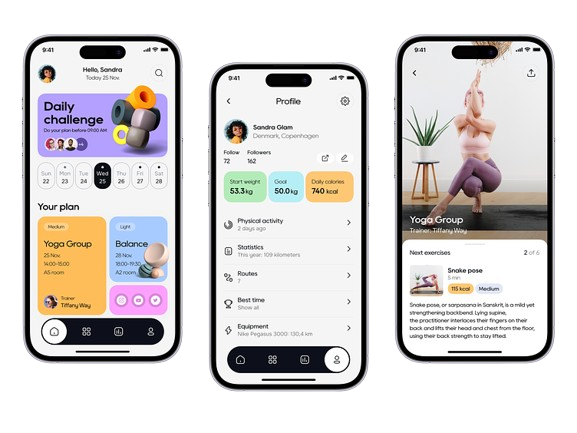 9:41
Hello, Sandra
Today 25 Nov.
Daily
challenge
Do your plan before 09:00 AM
Sun Mon Tue Wed Thu Fri Sat
22 23 24 25 26 27 28
Your plan
Medium
Yoga Group
25 Nov.
14:00-15:00
A5 room
Trainer
Tiffany Way
Light
Balance
28 Nov.
18:00-19:30
A2 room
9:41
Profile
Sandra Glam
Denmark, Copenhagen
Follow Followers
72 162
Start weight
53.3 kg
Goal
50.0 kg
Daily calories
740 kcal
Physical activity
2 days ago
Statistics
This year: 109 kilometers
Routes
7
Best time
Show all
Equipment
Nike Pegasus 3000: 130.4 km
9:41
Yoga Group
Trainer: Tiffany Way
Next exercises 2 of 6
Snake pose
5 min
115 kcal Medium
Snake pose, or sarpasana in Sanskrit, is a mild yet
strengthening backbend. Lying supine,
the practitioner interlaces their fingers on their
back and lifts their head and chest from the floor,
using their back strength to stay lifted.